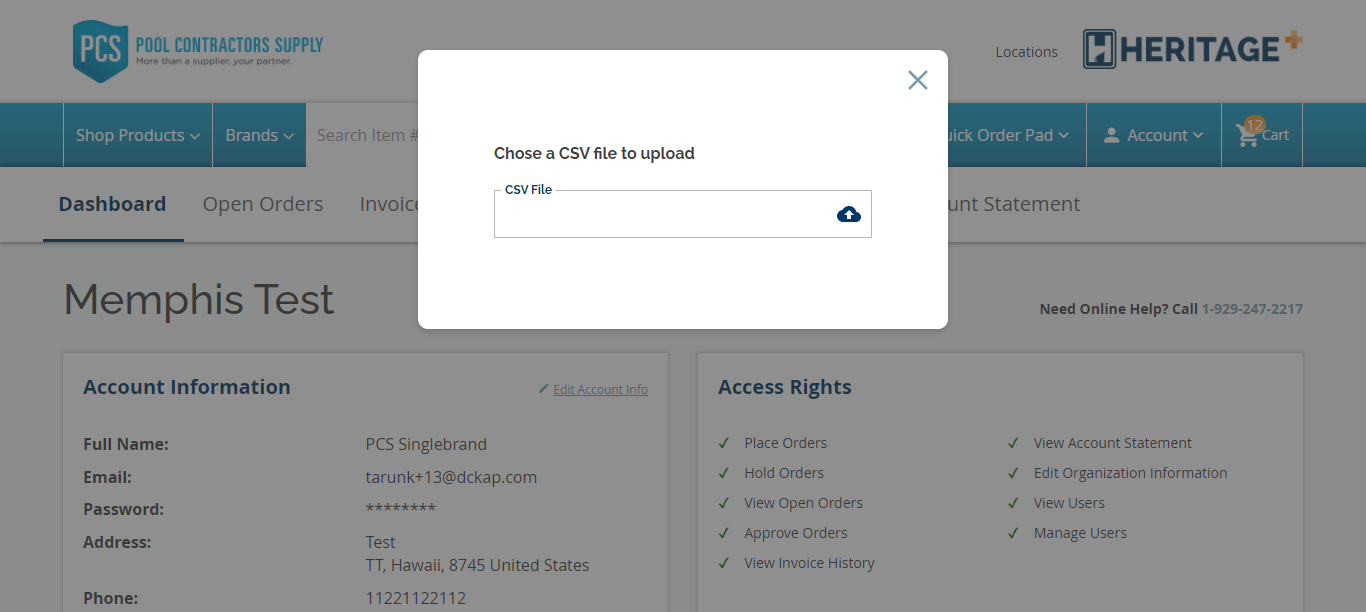 PCS POOL CONTRACTORS SUPPLY
More than a supplier, your partner.
Locations
HERITAGE+
Shop Products
Brands
Search Item #
uick Order Pad
Account
12
Cart
Dashboard
Open Orders
Invoice
unt Statement
Chose a CSV file to upload
CSV File
Memphis Test
Need Online Help? Call 1-929-247-2217
Account Information
Edit Account Info
Full Name: PCS Singlebrand
Email: tarunk+13@dckap.com
Password: ********
Address: Test
TT, Hawaii, 8745 United States
Phone: 11221122112
Access Rights
Place Orders
Hold Orders
View Open Orders
Approve Orders
View Invoice History
View Account Statement
Edit Organization Information
View Users
Manage Users